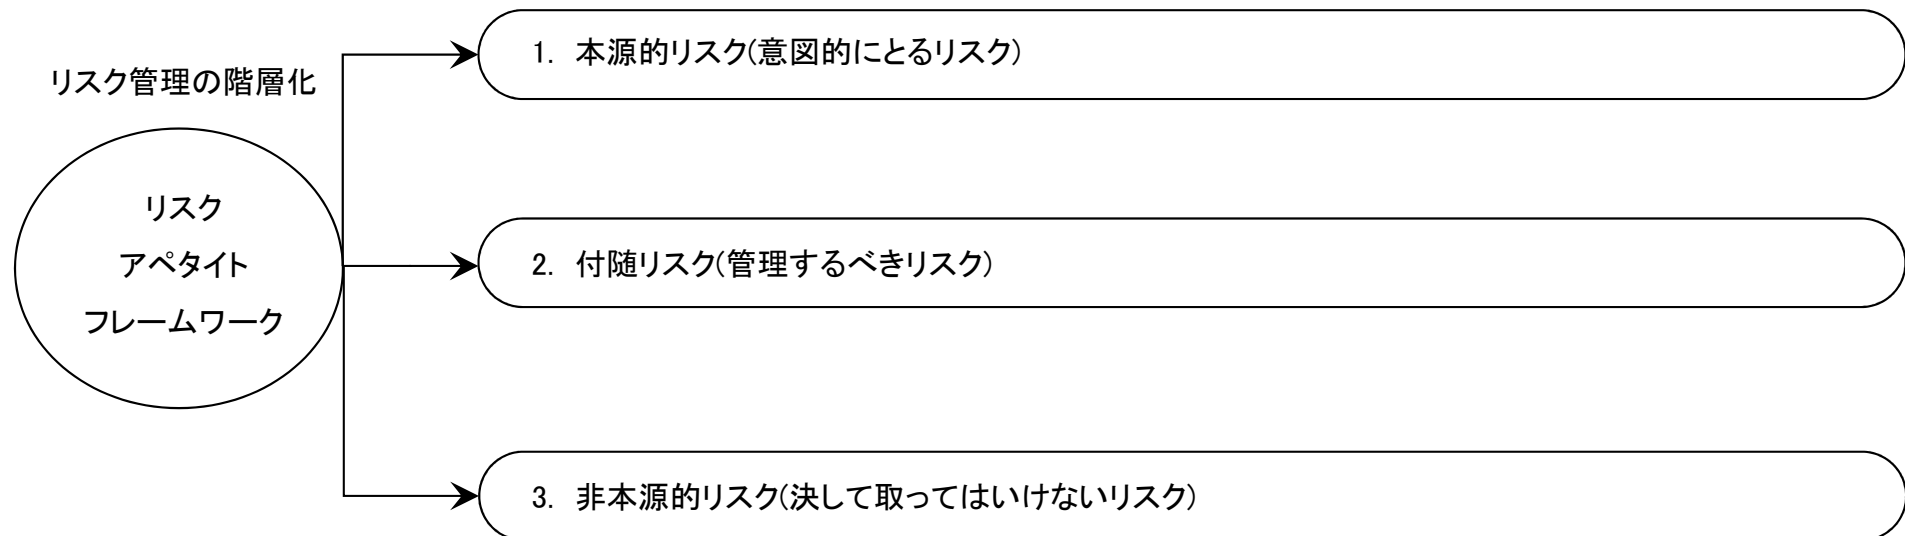 リスク管理の階層化
リスク
アペタイト
フレームワーク
1. 本源的リスク(意図的にとるリスク)
2. 付随リスク(管理するべきリスク)
3. 非本源的リスク(決して取ってはいけないリスク)